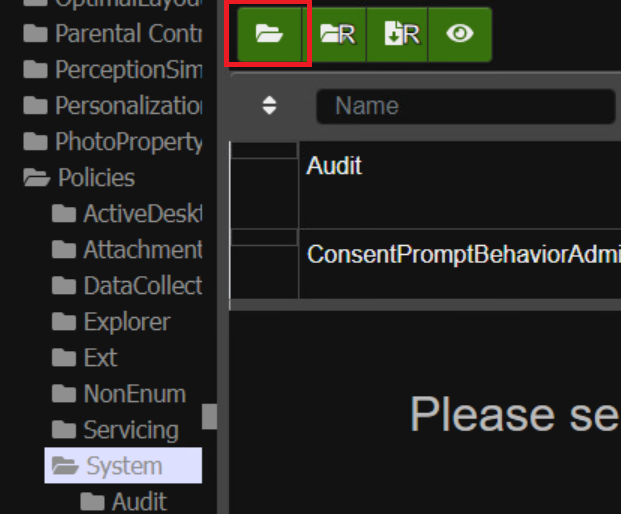 OptimalLayou
Parental Contr
PerceptionSim
Personalization
PhotoProperty
Policies
ActiveDeskt
Attachment
DataCollect
Explorer
Ext
NonEnum
Servicing
System
Audit
R
R
Name
Audit
ConsentPromptBehaviorAdmi
Please se